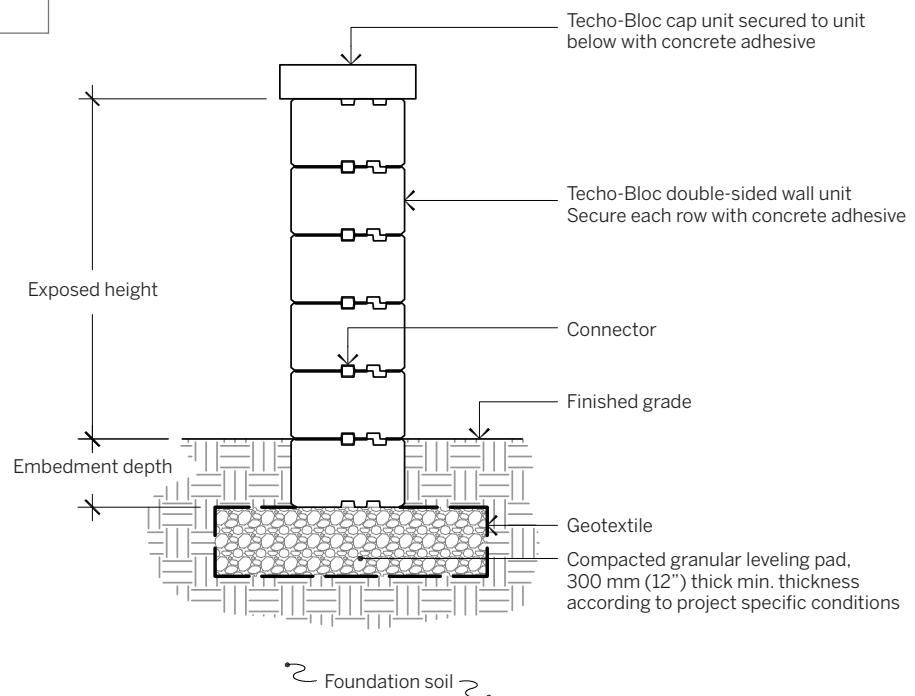 Techo-Bloc cap unit secured to unit
below with concrete adhesive
Techo-Bloc double-sided wall unit
Secure each row with concrete adhesive
Exposed height
Connector
Finished grade
Embedment depth
Geotextile
Compacted granular leveling pad,
300 mm (12”) thick min. thickness
according to project specific conditions
Foundation soil